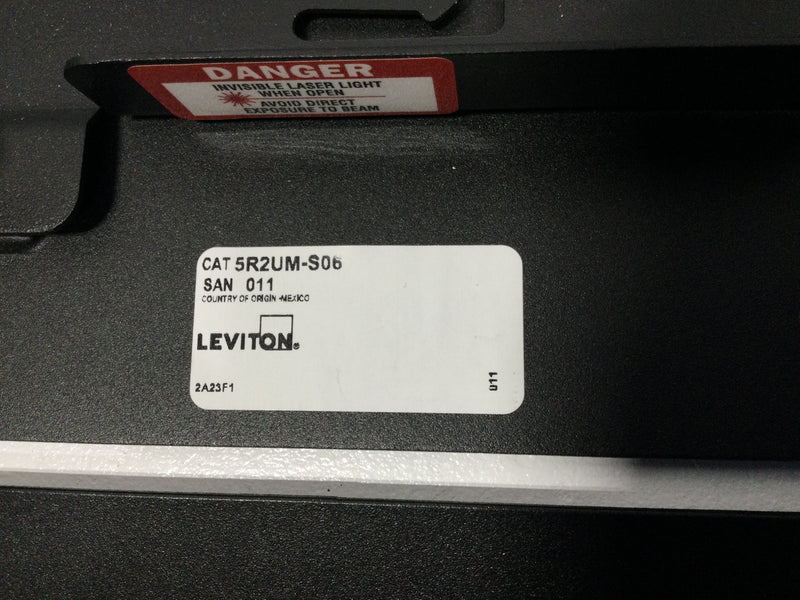 DANGER
INVISIBLE LASER LIGHT
WHEN OPEN
AVOID DIRECT
EXPOSURE TO BEAM
CAT 5R2UM-S06
SAN 011
COUNTRY OF ORIGIN -MEXICO
LEVITON®
2A23F1
011